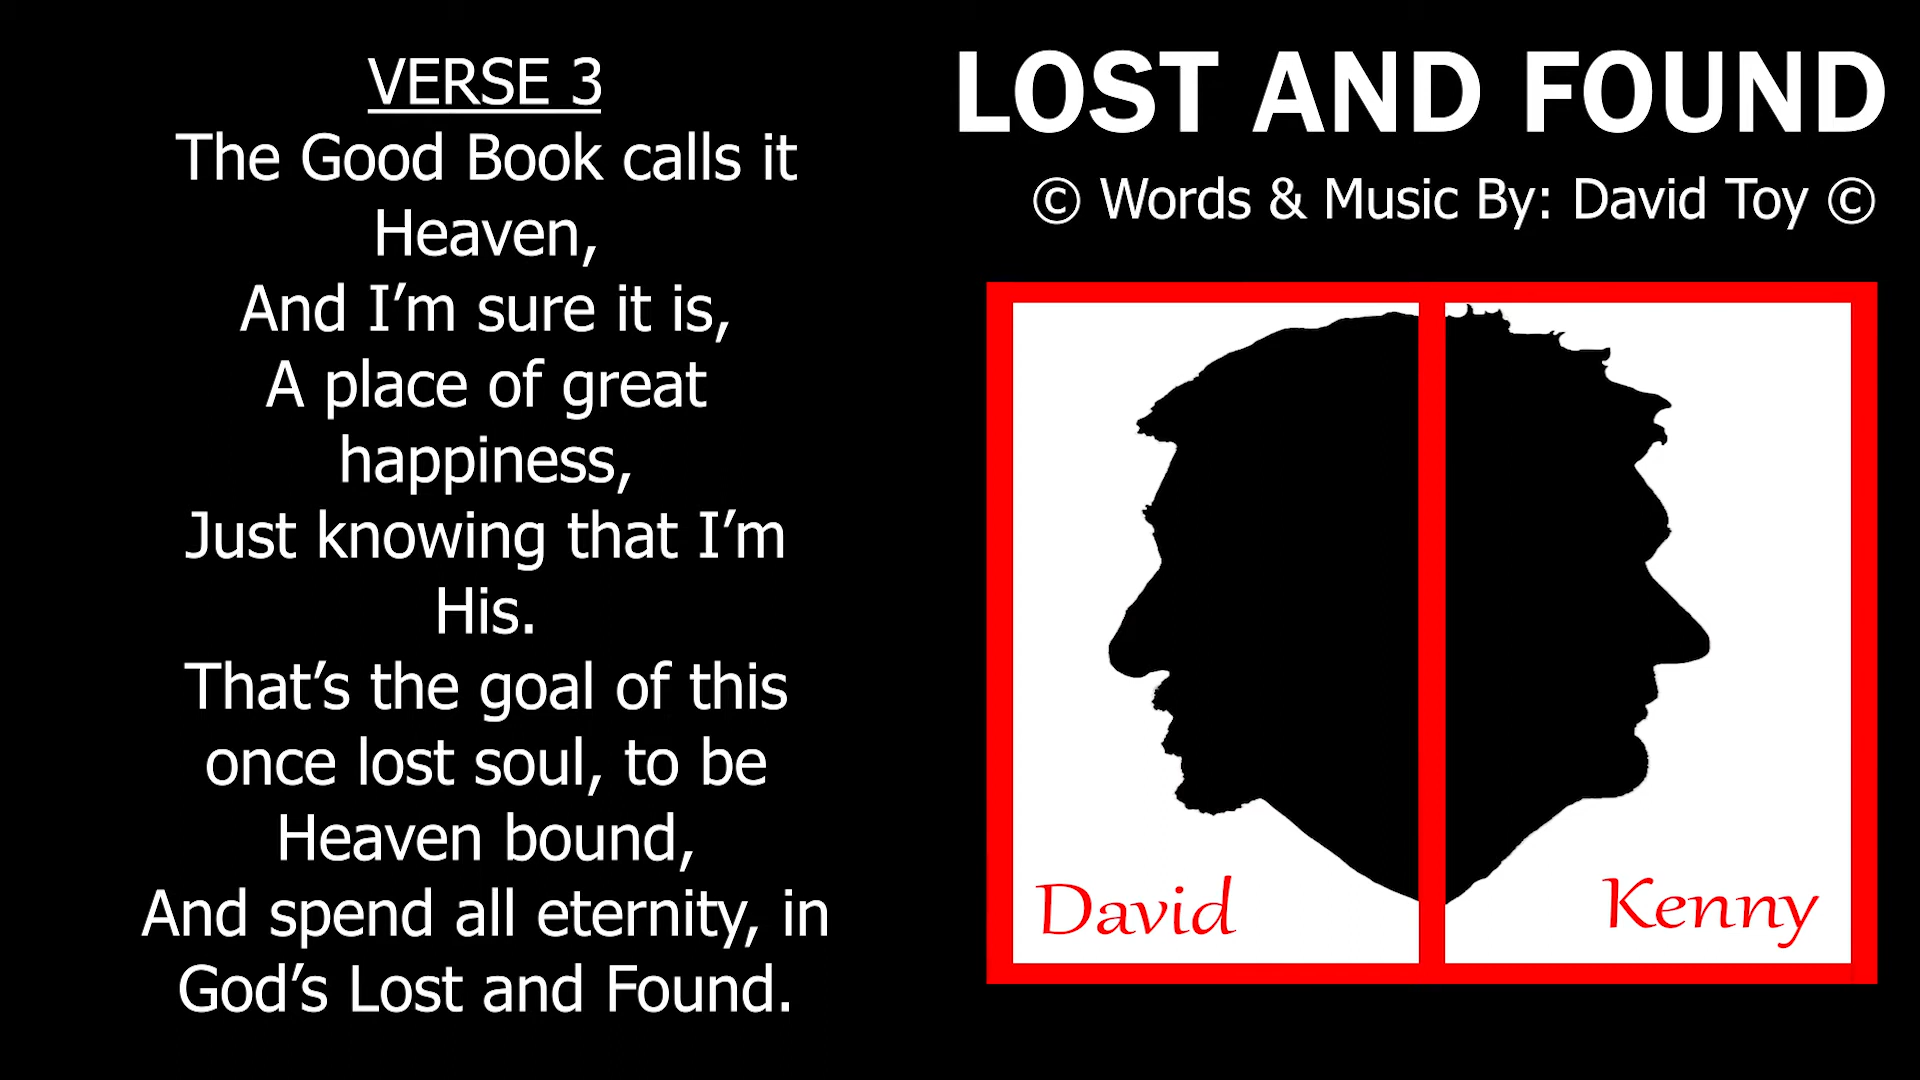 VERSE 3
The Good Book calls it
Heaven,
And I’m sure it is,
A place of great
happiness,
Just knowing that I’m
His.
That’s the goal of this
once lost soul, to be
Heaven bound,
And spend all eternity, in
God’s Lost and Found.
LOST AND FOUND
© Words & Music By: David Toy ©
David
Kenny